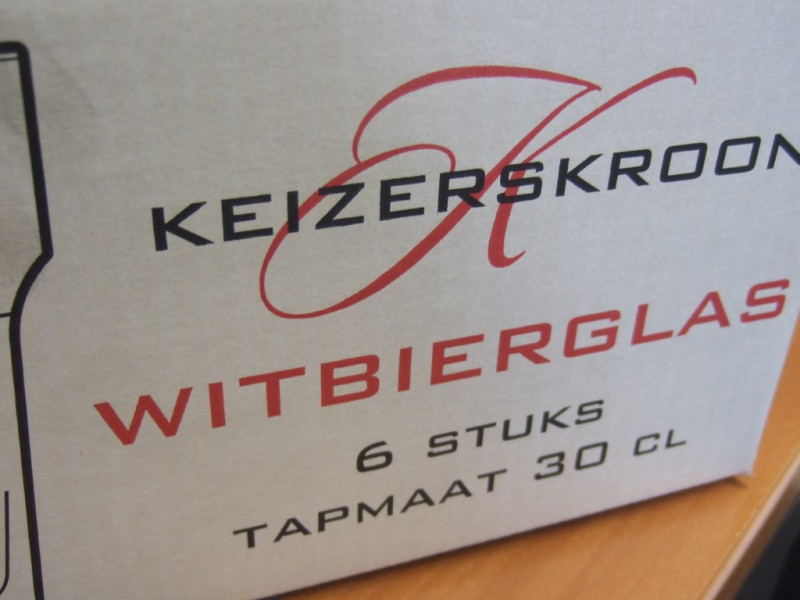 KEIZERSKROON
WITBIERGLAS
6 STUKS
TAPMAAT 30 CL